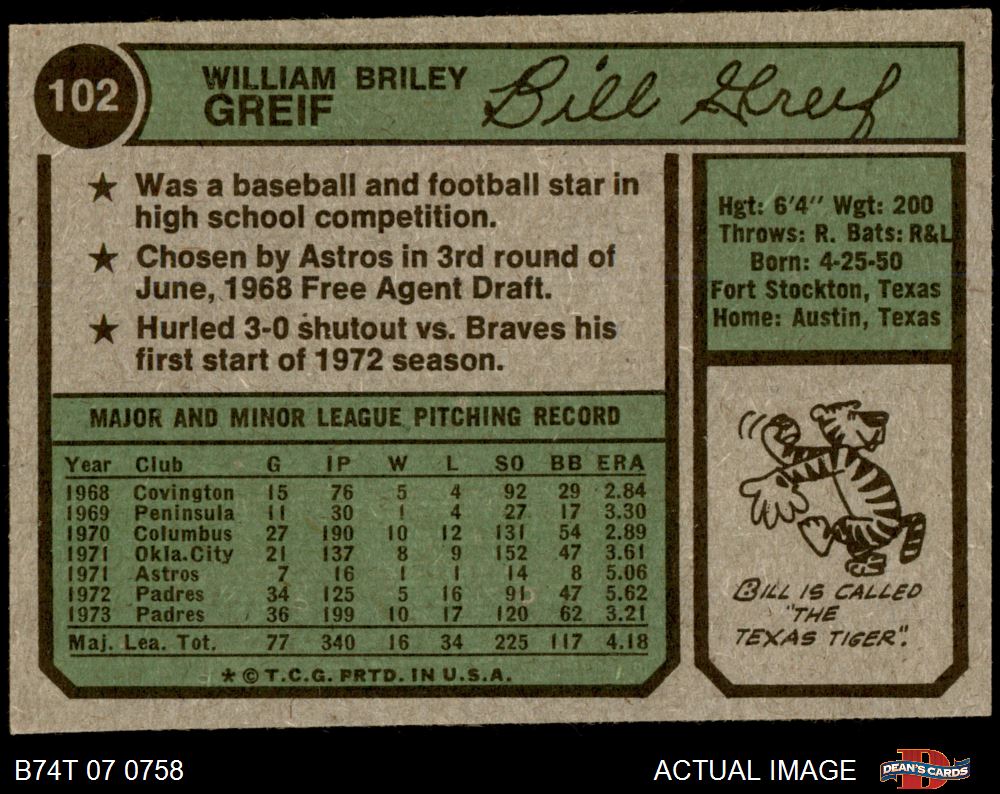 102
WILLIAM BRILEY
GREIF
Bill Greif
★ Was a baseball and football star in
high school competition.
★ Chosen by Astros in 3rd round of
June, 1968 Free Agent Draft.
★ Hurled 3-0 shutout vs. Braves his
first start of 1972 season.
Hgt: 6'4" Wgt: 200
Throws: R. Bats: R&L
Born: 4-25-50
Fort Stockton, Texas
Home: Austin, Texas
MAJOR AND MINOR LEAGUE PITCHING RECORD
Year Club G IP W L SO BB ERA
1968 Covington 15 76 5 4 92 29 2.84
1969 Peninsula 11 30 1 4 27 17 3.30
1970 Columbus 27 190 10 12 131 54 2.89
1971 Okla.City 21 137 8 9 152 47 3.61
1971 Astros 7 16 1 1 14 8 5.06
1972 Padres 34 125 5 16 91 47 5.62
1973 Padres 36 199 10 17 120 62 3.21
Maj. Lea. Tot. 77 340 16 34 225 117 4.18
* © T.C.G. PRTD. IN U.S.A.
BILL IS CALLED
"THE
TEXAS TIGER".
B74T 07 0758
ACTUAL IMAGE
D
DEAN'S CARDS